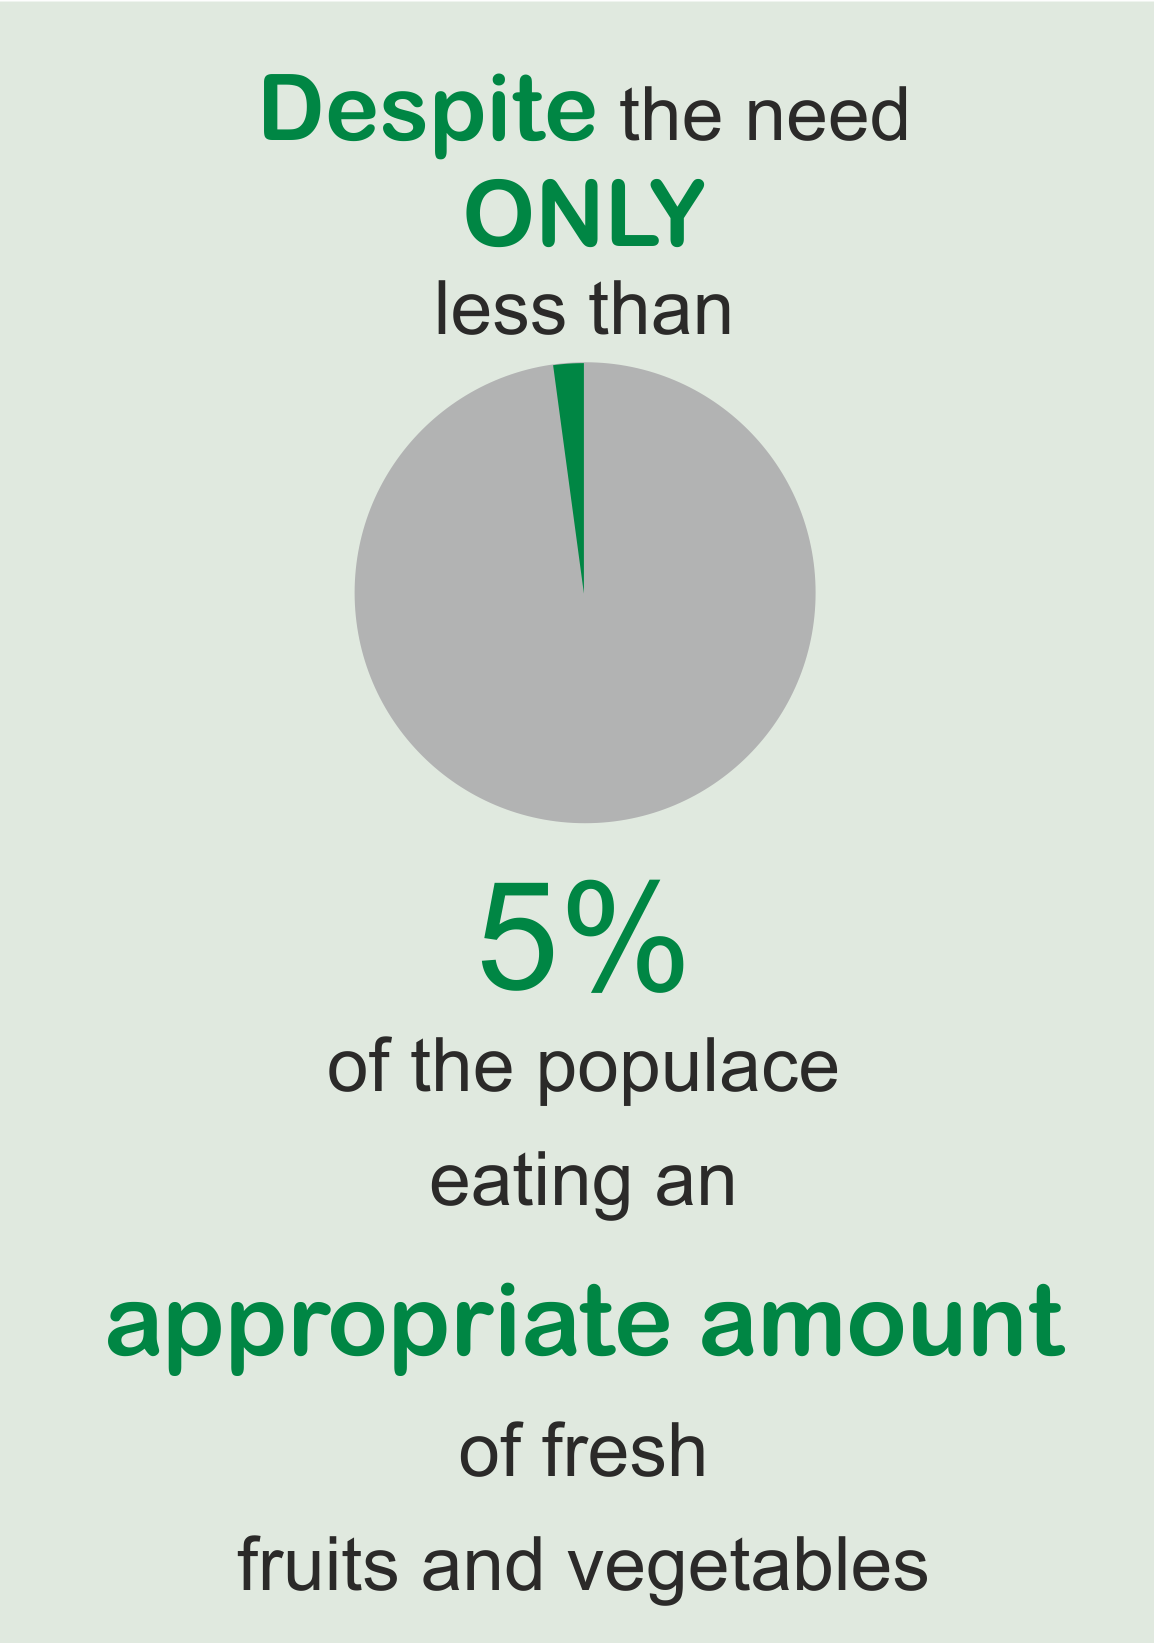 Despite the need
ONLY
less than
5%
of the populace
eating an
appropriate amount
of fresh
fruits and vegetables